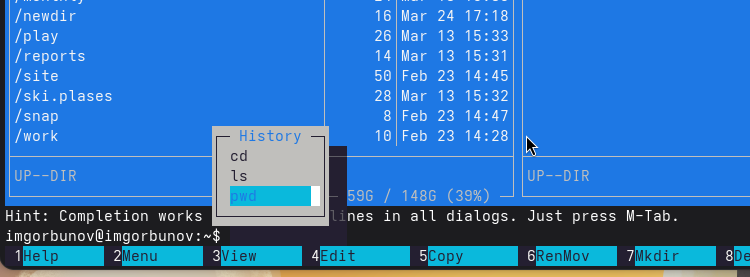 /newdir 16 Mar 24 17:18
/play 26 Mar 13 15:33
/reports 14 Mar 13 15:31
/site 50 Feb 23 14:45
/ski.plases 28 Mar 13 15:32
/snap 8 Feb 23 14:47
/work 10 Feb 23 14:28
History
cd
ls
pwd
UP--DIR UP--DIR
59G / 148G (39%)
Hint: Completion works lines in all dialogs. Just press M-Tab.
imgorbunov@imgorbunov:~$
1Help 2Menu 3View 4Edit 5Copy 6RenMov 7Mkdir 8De